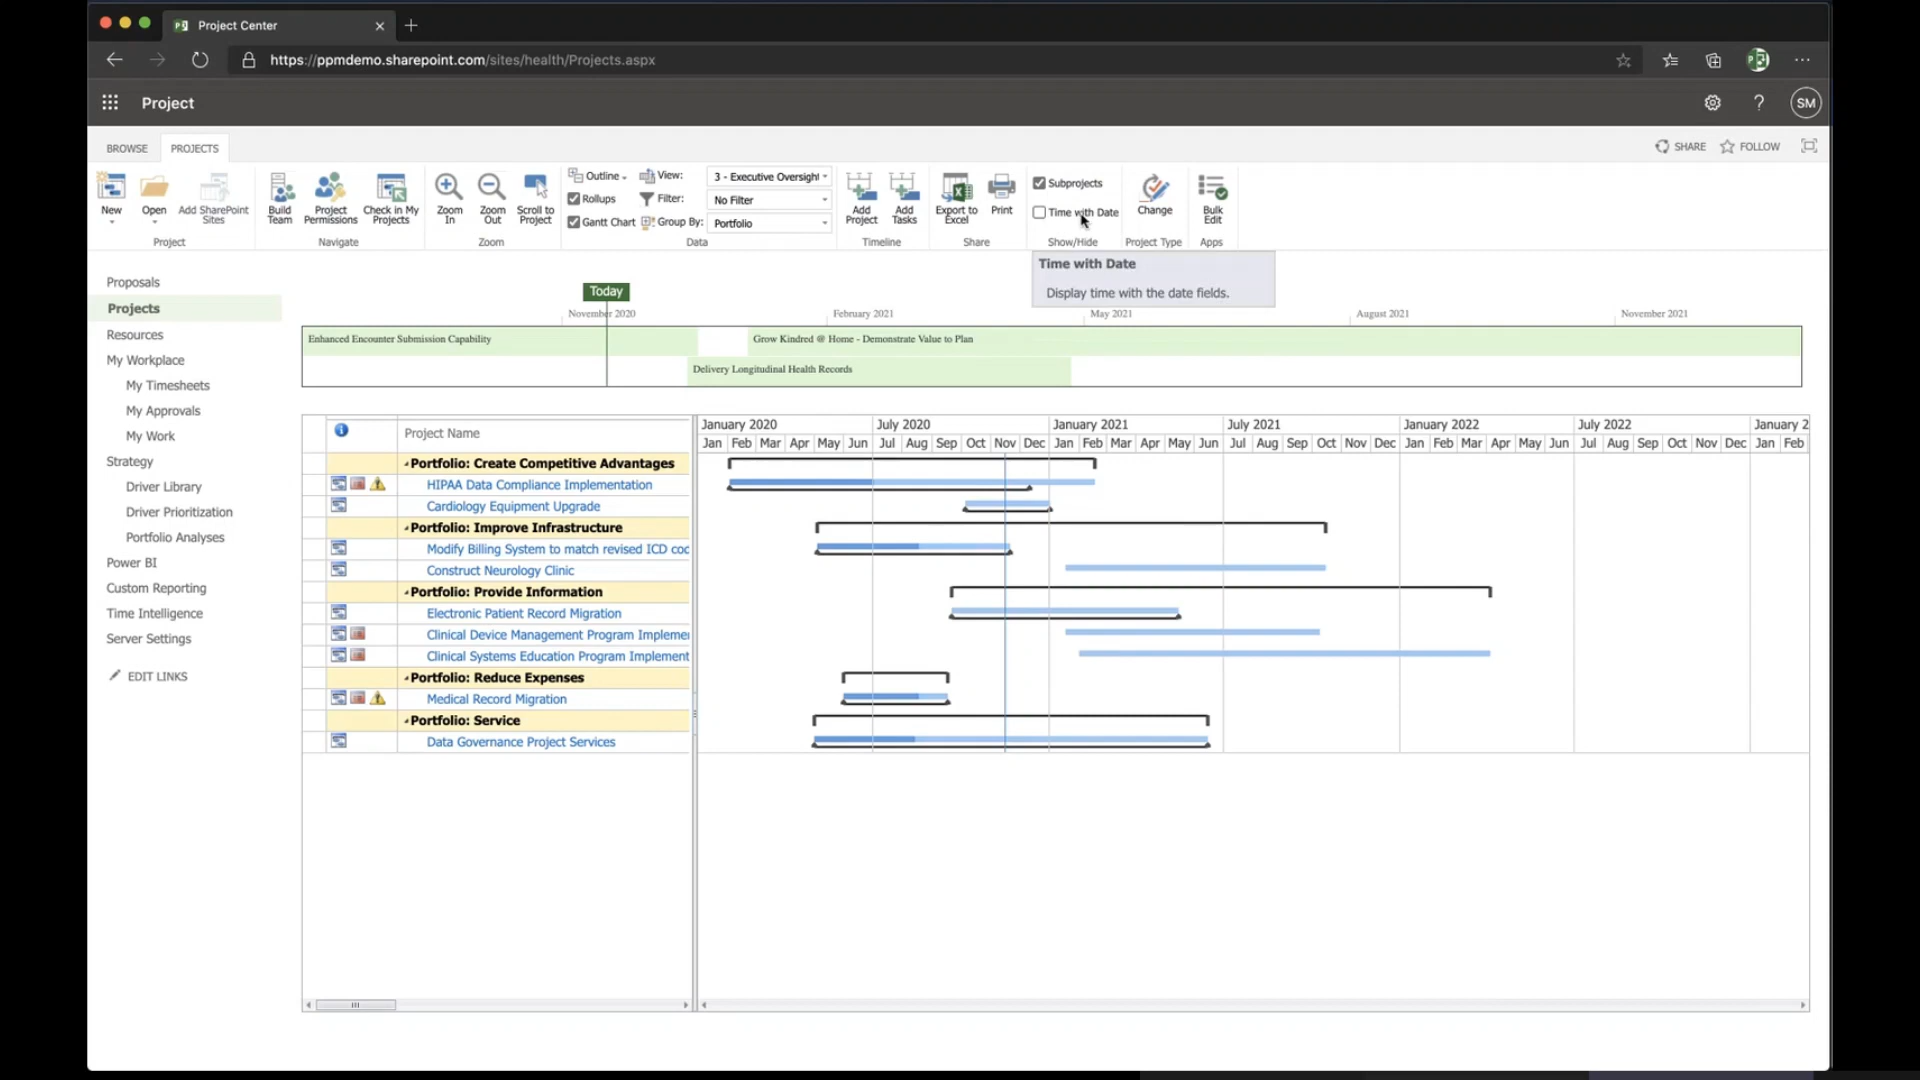 Project Center
https://ppmdemo.sharepoint.com/sites/health/Projects.aspx
Project
SM
BROWSE
PROJECTS
SHARE
FOLLOW
New
Open
Add SharePoint
Sites
Project
Build
Team
Project
Permissions
Check in My
Projects
Navigate
Zoom
In
Zoom
Out
Scroll to
Project
Zoom
Outline
Rollups
Gantt Chart
View:
Filter:
Group By:
3 - Executive Oversight
No Filter
Portfolio
Data
Add
Project
Add
Tasks
Timeline
Export to
Excel
Print
Share
Subprojects
Time with Date
Show/Hide
Change
Project Type
Bulk
Edit
Apps
Time with Date
Display time with the date fields.
Proposals
Projects
Resources
My Workplace
My Timesheets
My Approvals
My Work
Strategy
Driver Library
Driver Prioritization
Portfolio Analyses
Power BI
Custom Reporting
Time Intelligence
Server Settings
EDIT LINKS
Today
November 2020 February 2021 May 2021 August 2021 November 2021
Enhanced Encounter Submission Capability
Grow Kindred @ Home - Demonstrate Value to Plan
Delivery Longitudinal Health Records
Project Name
January 2020 July 2020 January 2021 July 2021 January 2022 July 2022 January 2
Jan Feb Mar Apr May Jun Jul Aug Sep Oct Nov Dec Jan Feb Mar Apr May Jun Jul Aug Sep Oct Nov Dec Jan Feb Mar Apr May Jun Jul Aug Sep Oct Nov Dec Jan Feb
Portfolio: Create Competitive Advantages
HIPAA Data Compliance Implementation
Cardiology Equipment Upgrade
Portfolio: Improve Infrastructure
Modify Billing System to match revised ICD coc
Construct Neurology Clinic
Portfolio: Provide Information
Electronic Patient Record Migration
Clinical Device Management Program Implemen
Clinical Systems Education Program Implement
Portfolio: Reduce Expenses
Medical Record Migration
Portfolio: Service
Data Governance Project Services